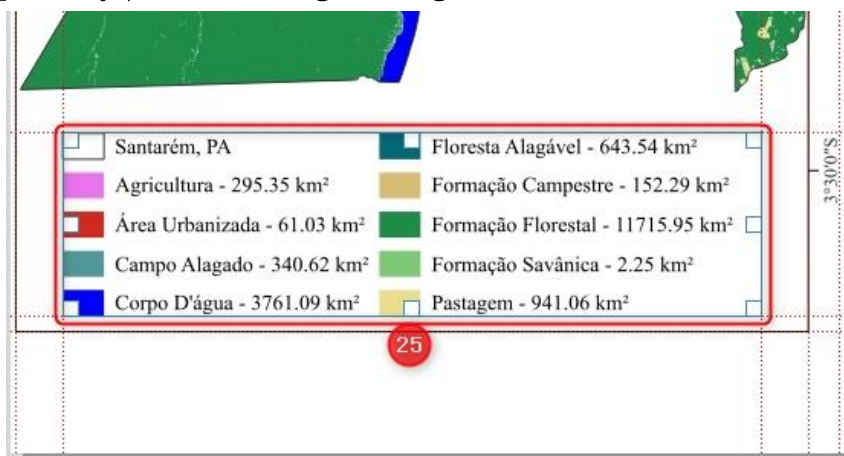 Santarém, PA
Agricultura - 295.35 km²
Área Urbanizada - 61.03 km²
Campo Alagado - 340.62 km²
Corpo D'água - 3761.09 km²
Floresta Alagável - 643.54 km²
Formação Campestre - 152.29 km²
Formação Florestal - 11715.95 km²
Formação Savânica - 2.25 km²
Pastagem - 941.06 km²
3°30'0"S
25